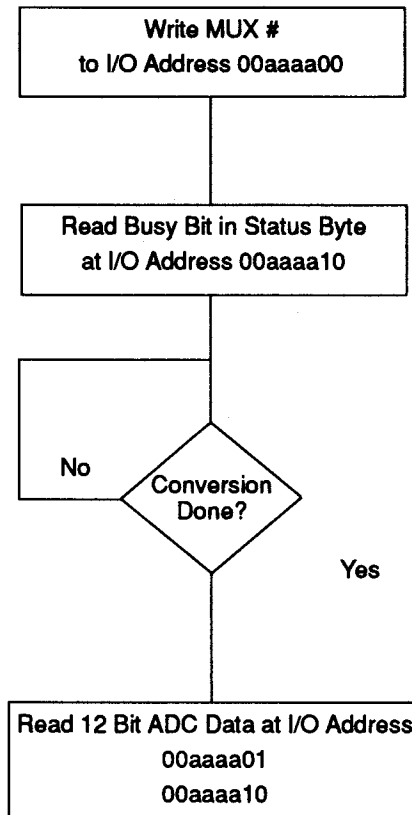 Write MUX #
to I/O Address 00aaaa00
Read Busy Bit in Status Byte
at I/O Address 00aaaa10
No
Conversion
Done?
Yes
Read 12 Bit ADC Data at I/O Address
00aaaa01
00aaaa10